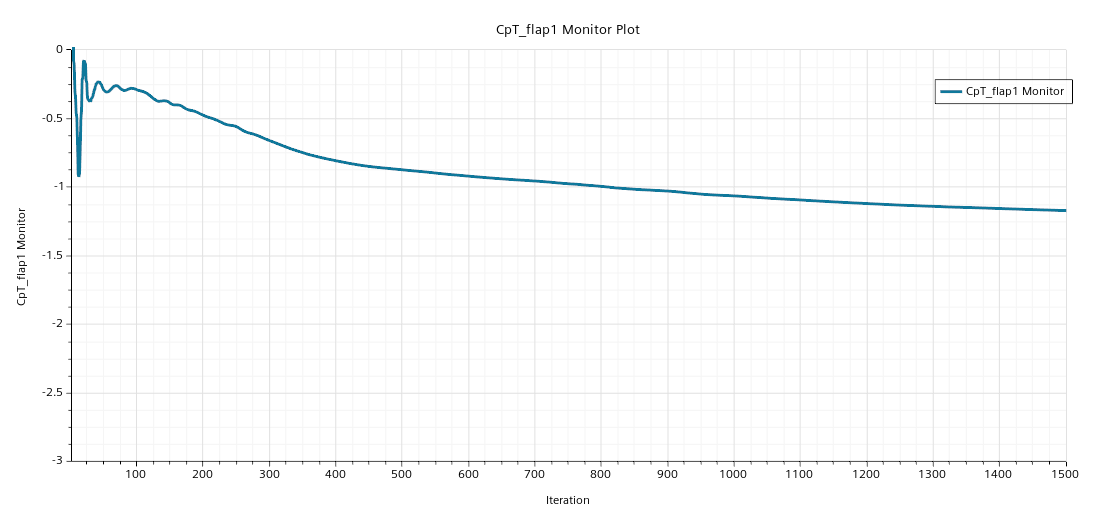 CpT_flap1 Monitor Plot
CpT_flap1 Monitor
0
-0.5
-1
-1.5
-2
-2.5
-3
CpT_flap1 Monitor
100 200 300 400 500 600 700 800 900 1000 1100 1200 1300 1400 1500
Iteration